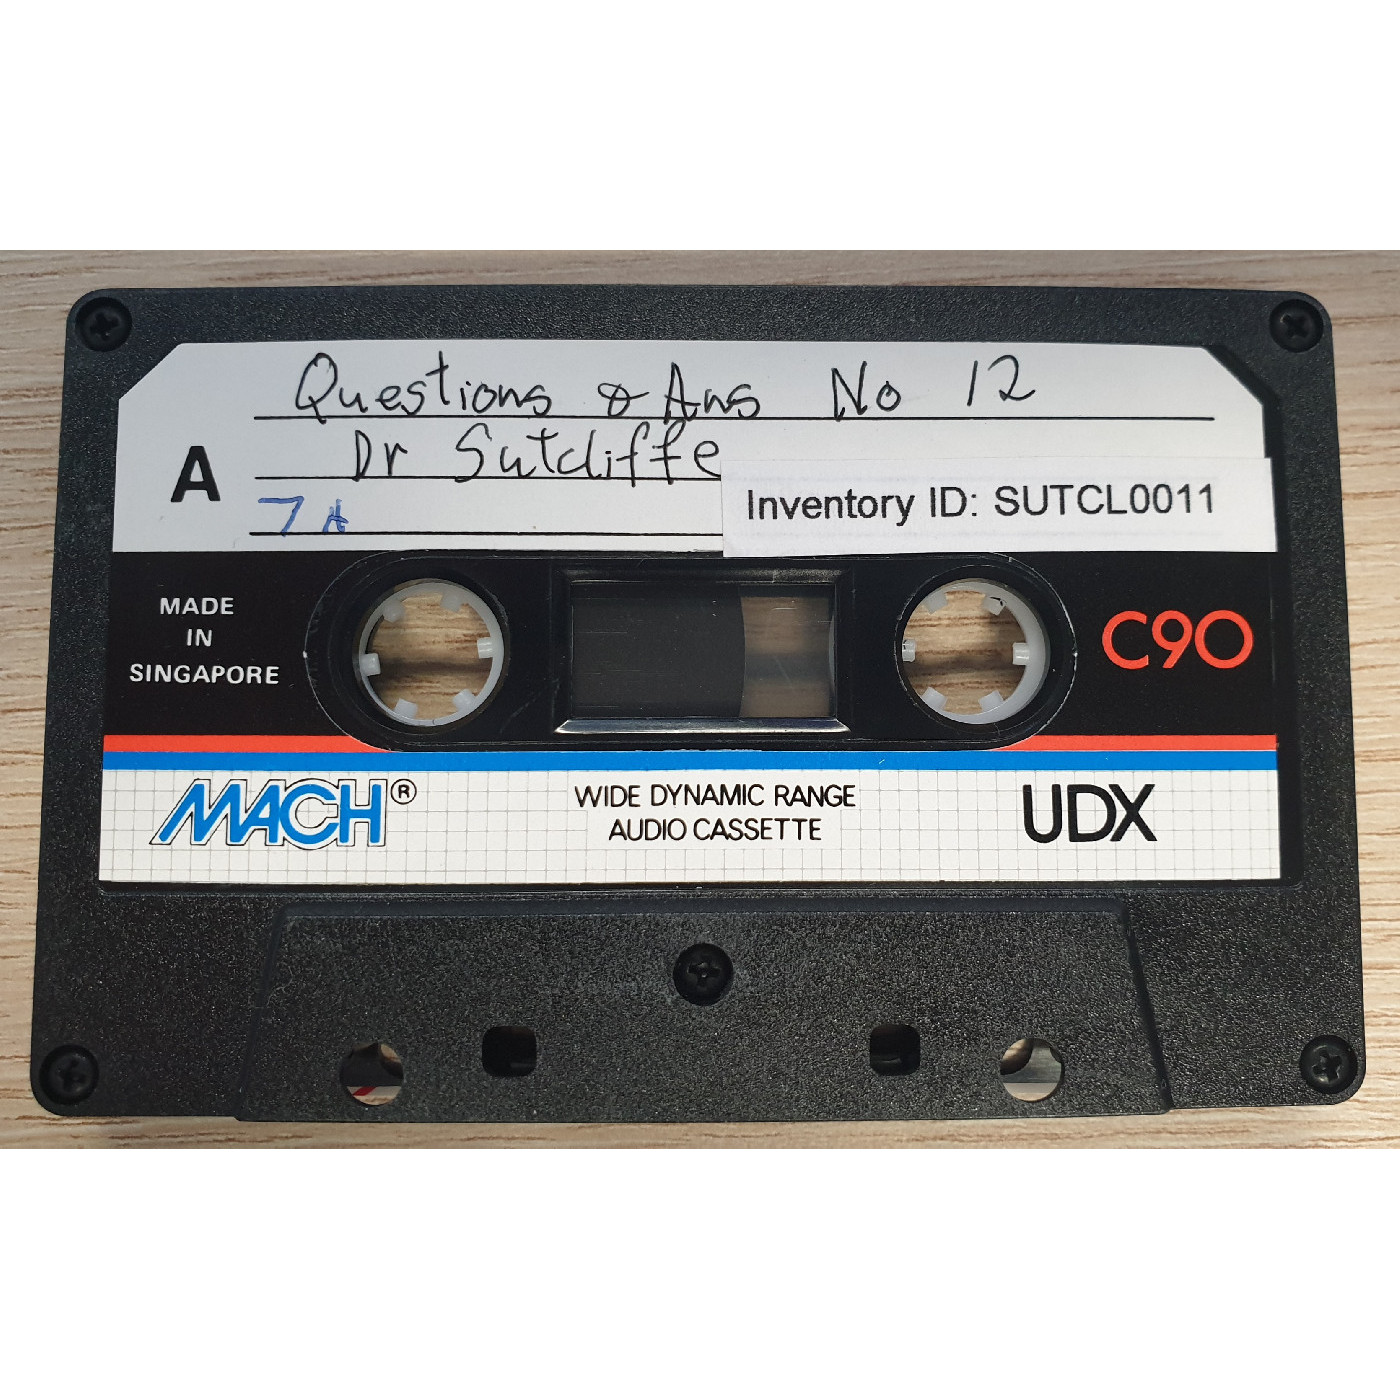 Questions & Ans No 12
Dr Sutcliffe
A
7A
Inventory ID: SUTCL0011
MADE
IN
SINGAPORE
C90
MACH®
WIDE DYNAMIC RANGE
AUDIO CASSETTE
UDX